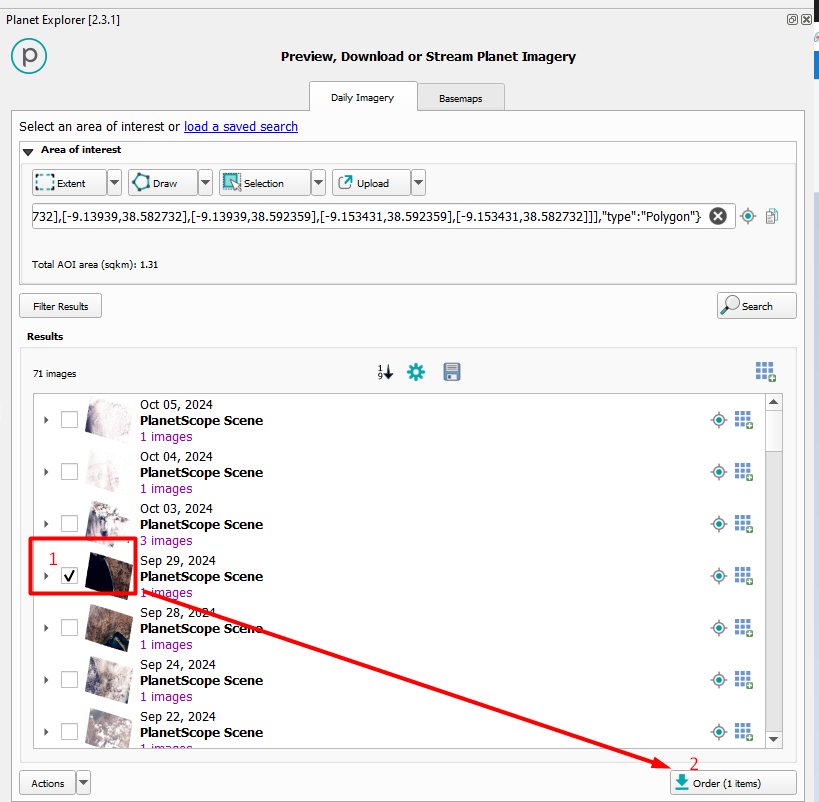 Planet Explorer [2.3.1]
p
Preview, Download or Stream Planet Imagery
Daily Imagery
Basemaps
Select an area of interest or load a saved search
Area of interest
Extent
Draw
Selection
Upload
732],[-9.13939,38.582732],[-9.13939,38.592359],[-9.153431,38.592359],[-9.153431,38.582732]]],"type":"Polygon"}
Total AOI area (sqkm): 1.31
Filter Results
Search
Results
71 images
1
9
Oct 05, 2024
PlanetScope Scene
1 images
Oct 04, 2024
PlanetScope Scene
1 images
Oct 03, 2024
PlanetScope Scene
3 images
1
Sep 29, 2024
PlanetScope Scene
1 images
Sep 28, 2024
PlanetScope Scene
1 images
Sep 24, 2024
PlanetScope Scene
1 images
Sep 22, 2024
PlanetScope Scene
1 images
2
Actions
Order (1 items)